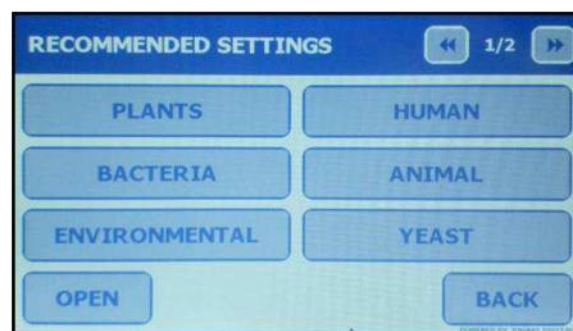 RECOMMENDED SETTINGS 1/2
PLANTS HUMAN
BACTERIA ANIMAL
ENVIRONMENTAL YEAST
OPEN BACK